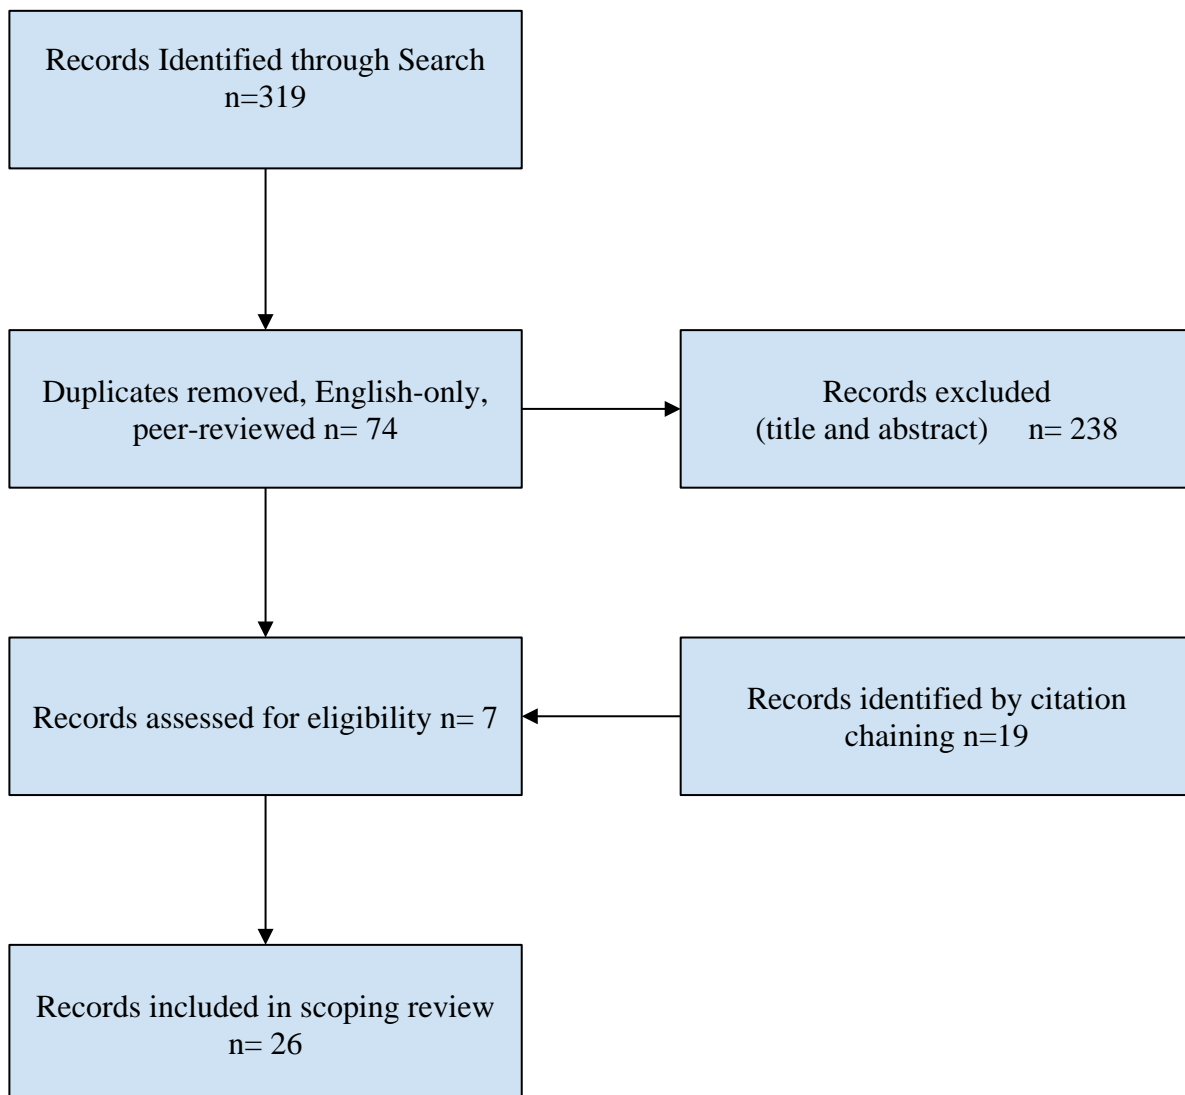 Records Identified through Search
n=319
Duplicates removed, English-only,
peer-reviewed n= 74
Records excluded
(title and abstract) n= 238
Records assessed for eligibility n= 7
Records identified by citation
chaining n=19
Records included in scoping review
n= 26